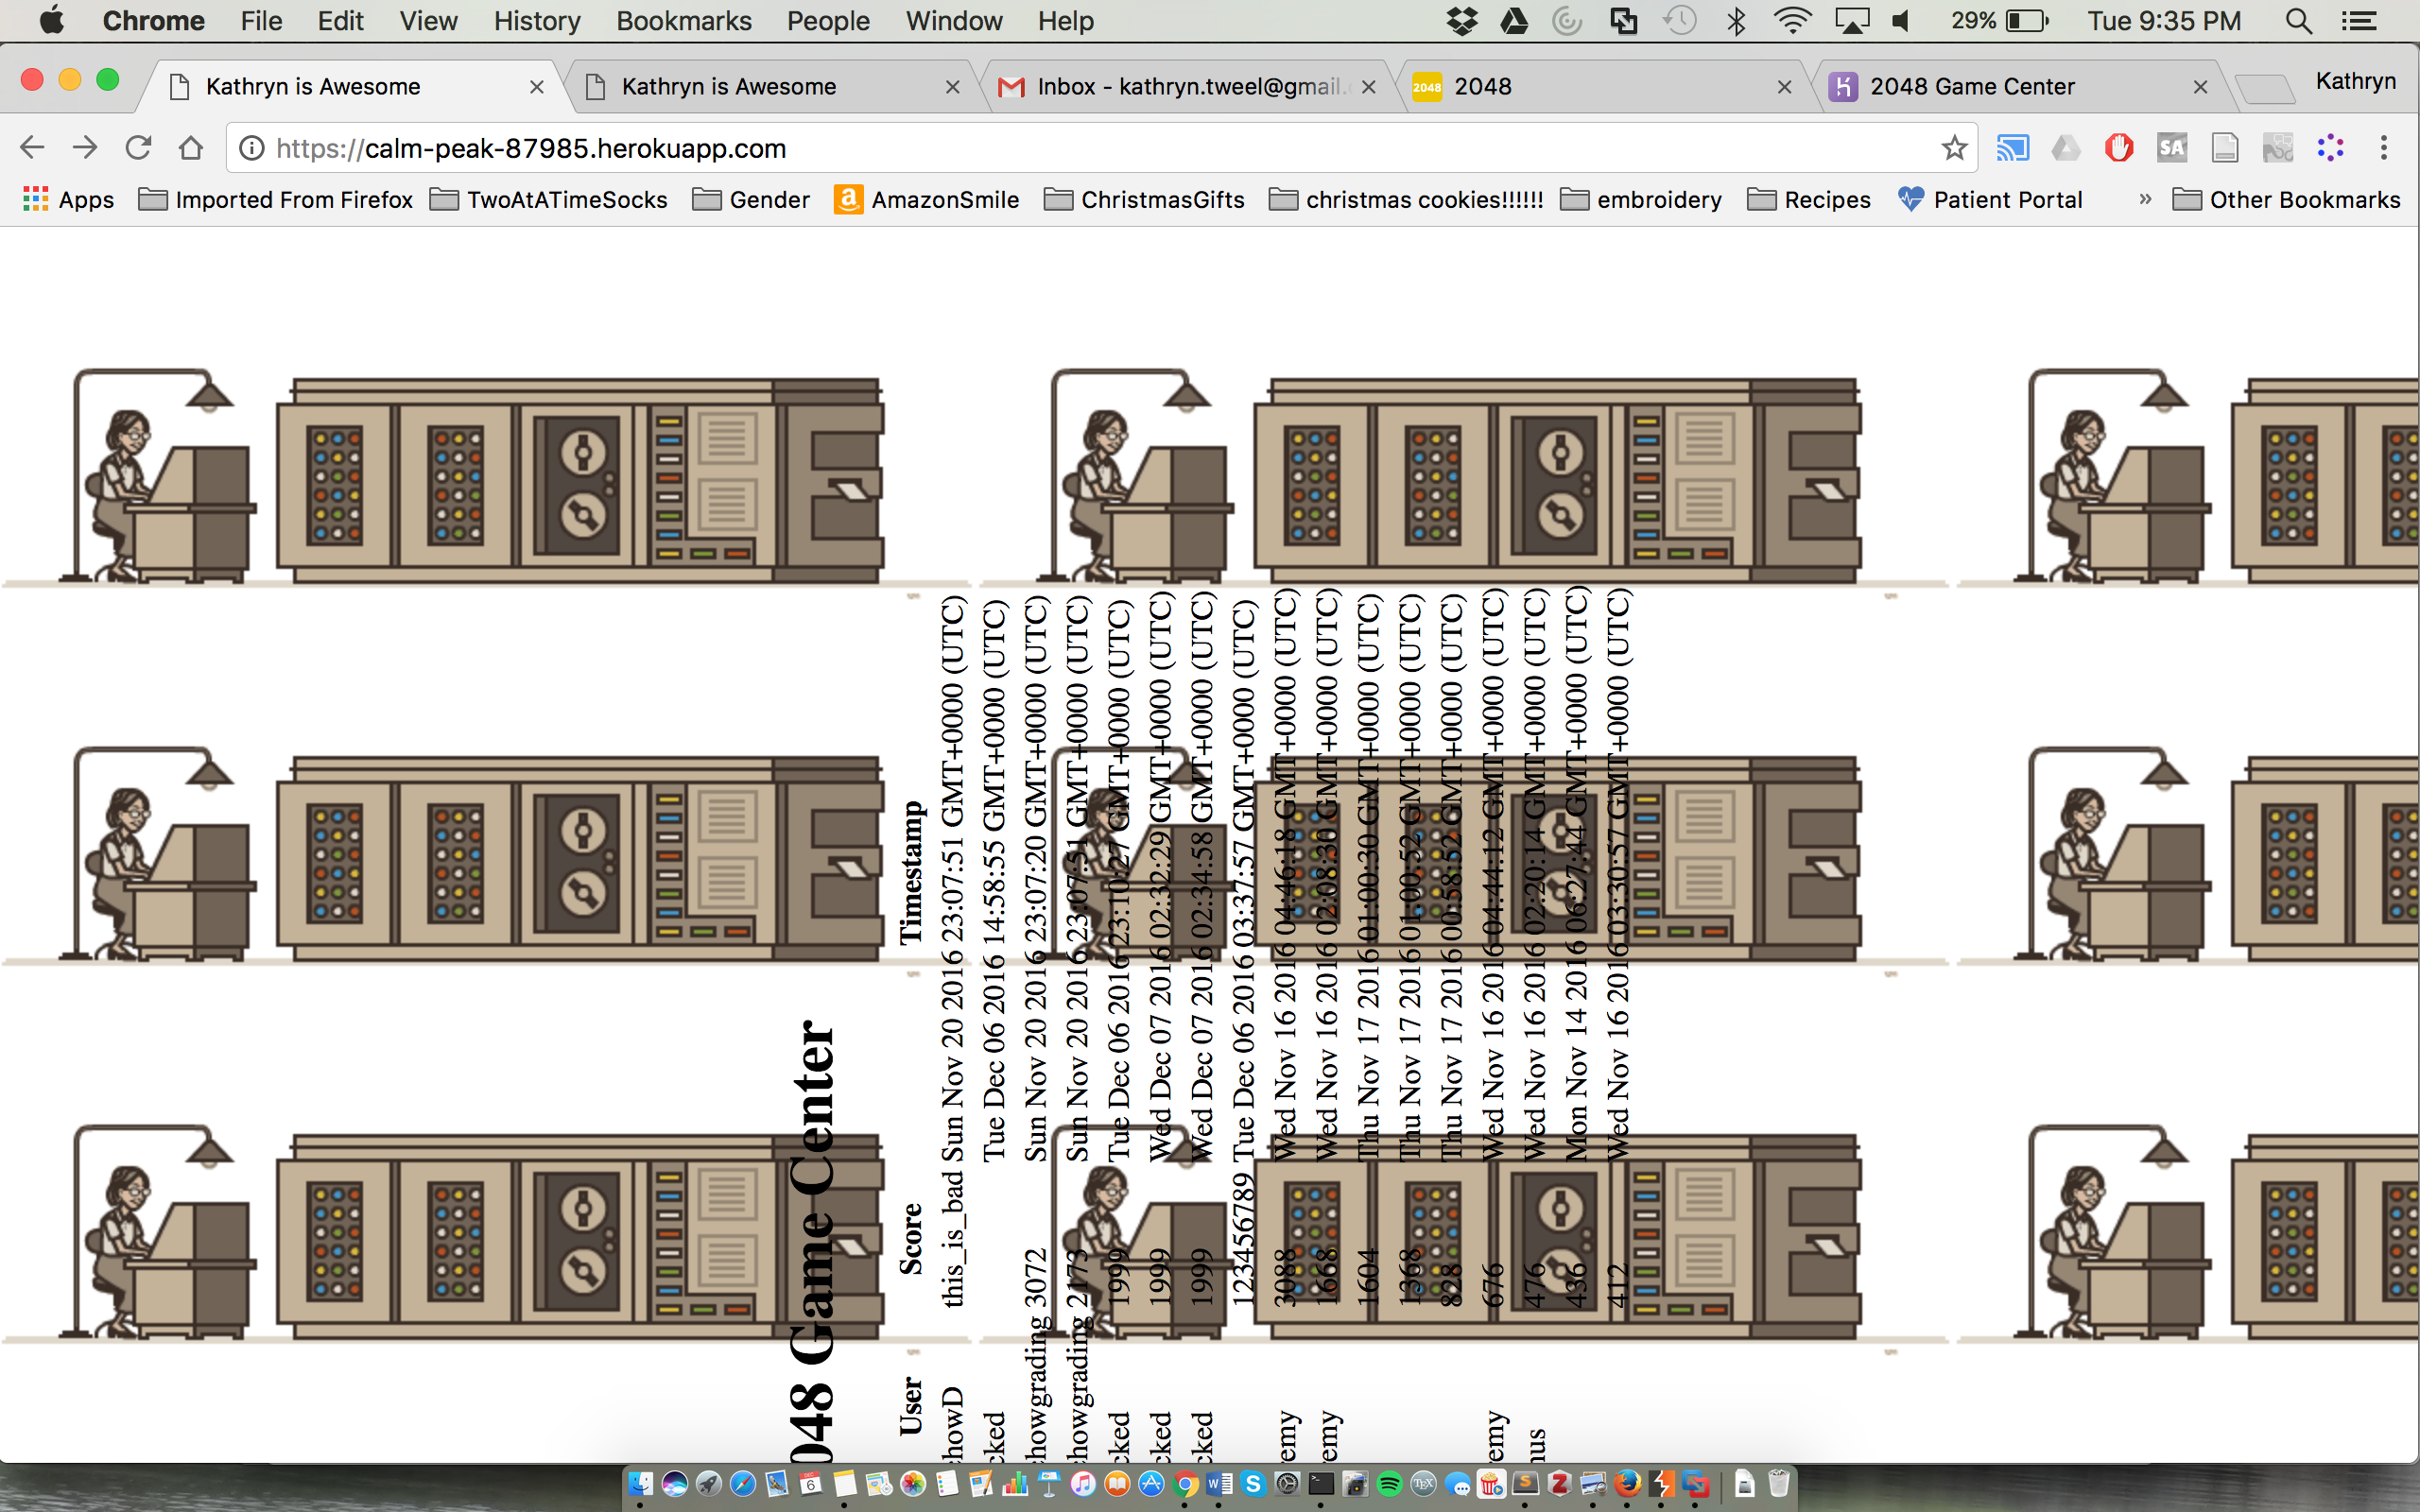 Chrome File Edit View History Bookmarks People Window Help 29% Tue 9:35 PM
Kathryn is Awesome Kathryn is Awesome Inbox - kathryn.tweel@gmail. 2048 2048 2048 Game Center Kathryn
https://calm-peak-87985.herokuapp.com SA
Apps Imported From Firefox TwoAtATimeSocks Gender a AmazonSmile ChristmasGifts christmas cookies!!!!!! embroidery Recipes Patient Portal » Other Bookmarks
048 Game Center
User Score Timestamp
howD this_is_bad Sun Nov 20 2016 23:07:51 GMT+0000 (UTC)
cked Tue Dec 06 2016 14:58:55 GMT+0000 (UTC)
howgrading 3072 Sun Nov 20 2016 23:07:20 GMT+0000 (UTC)
howgrading 2173 Sun Nov 20 2016 23:07:51 GMT+0000 (UTC)
cked 1999 Tue Dec 06 2016 23:10:27 GMT+0000 (UTC)
cked 1999 Wed Dec 07 2016 02:32:29 GMT+0000 (UTC)
cked 1999 Wed Dec 07 2016 02:34:58 GMT+0000 (UTC)
123456789 Tue Dec 06 2016 03:37:57 GMT+0000 (UTC)
emy 3088 Wed Nov 16 2016 04:46:18 GMT+0000 (UTC)
emy 1668 Wed Nov 16 2016 02:08:30 GMT+0000 (UTC)
1604 Thu Nov 17 2016 01:00:30 GMT+0000 (UTC)
1368 Thu Nov 17 2016 01:00:52 GMT+0000 (UTC)
828 Thu Nov 17 2016 00:58:52 GMT+0000 (UTC)
emy 676 Wed Nov 16 2016 04:44:12 GMT+0000 (UTC)
nus 476 Wed Nov 16 2016 02:20:14 GMT+0000 (UTC)
436 Mon Nov 14 2016 06:27:44 GMT+0000 (UTC)
412 Wed Nov 16 2016 03:30:57 GMT+0000 (UTC)